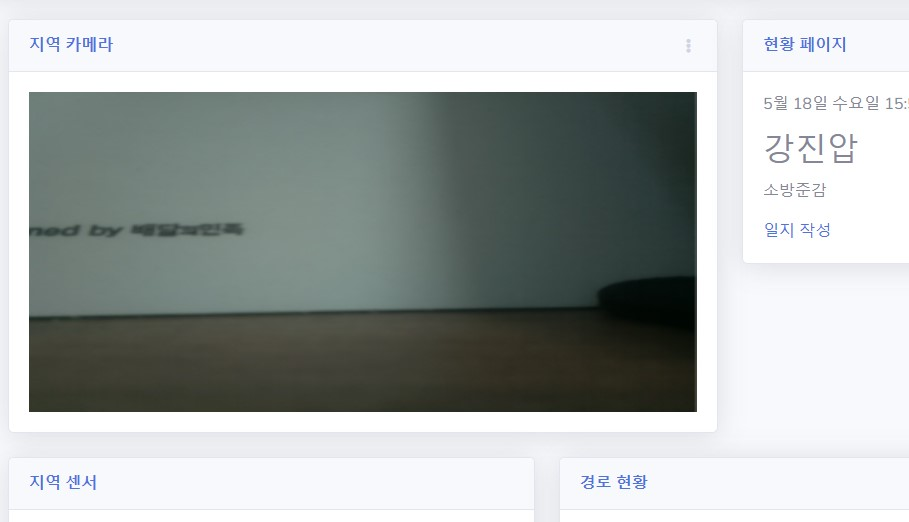 지역 카메라
ned by 배달의민족
현황 페이지
5월 18일 수요일 15:
강진압
소방준감
일지 작성
지역 센서
경로 현황